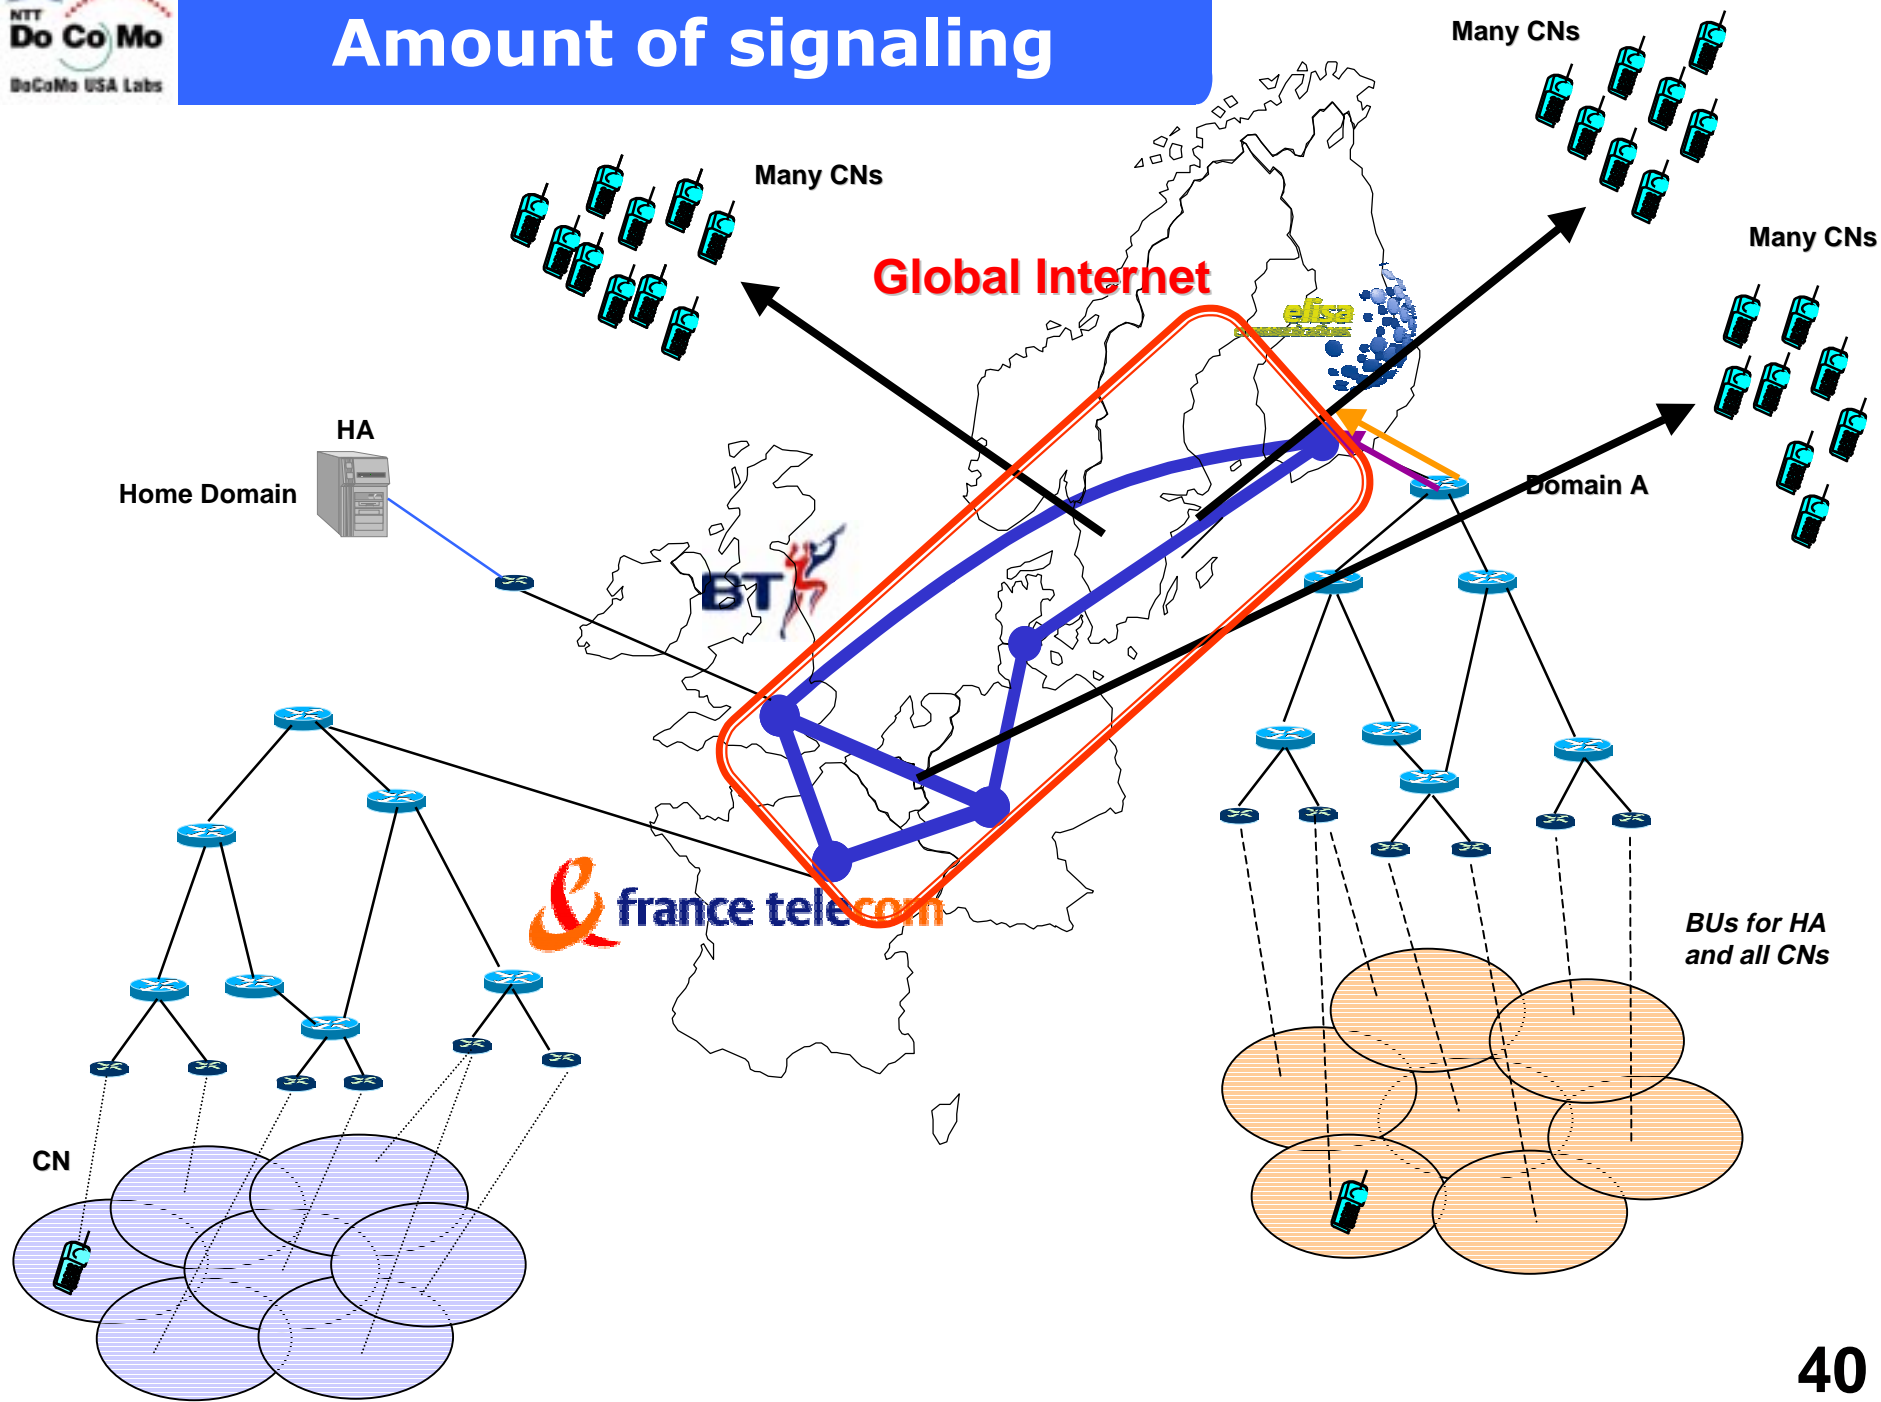 NTT
Do Co Mo
DoCoMo USA Labs
Amount of signaling
Many CNs
Many CNs
Many CNs
Global Internet
elisa
communications
HA
Home Domain
Domain A
BT
france telecom
BUs for HA
and all CNs
CN
40